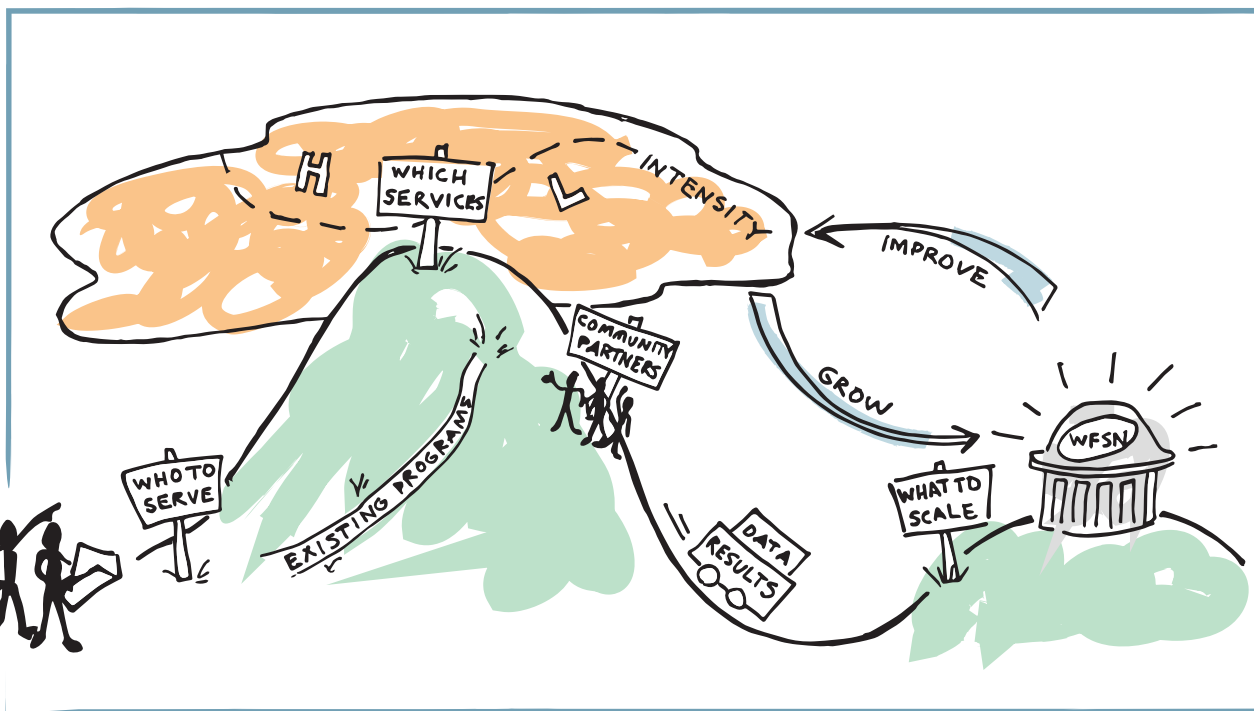 H
WHICH
SERVICES
L
INTENSITY
IMPROVE
COMMUNITY
PARTNERS
GROW
WFSN
WHO TO
SERVE
EXISTING PROGRAMS
WHAT TO
SCALE
DATA
RESULTS